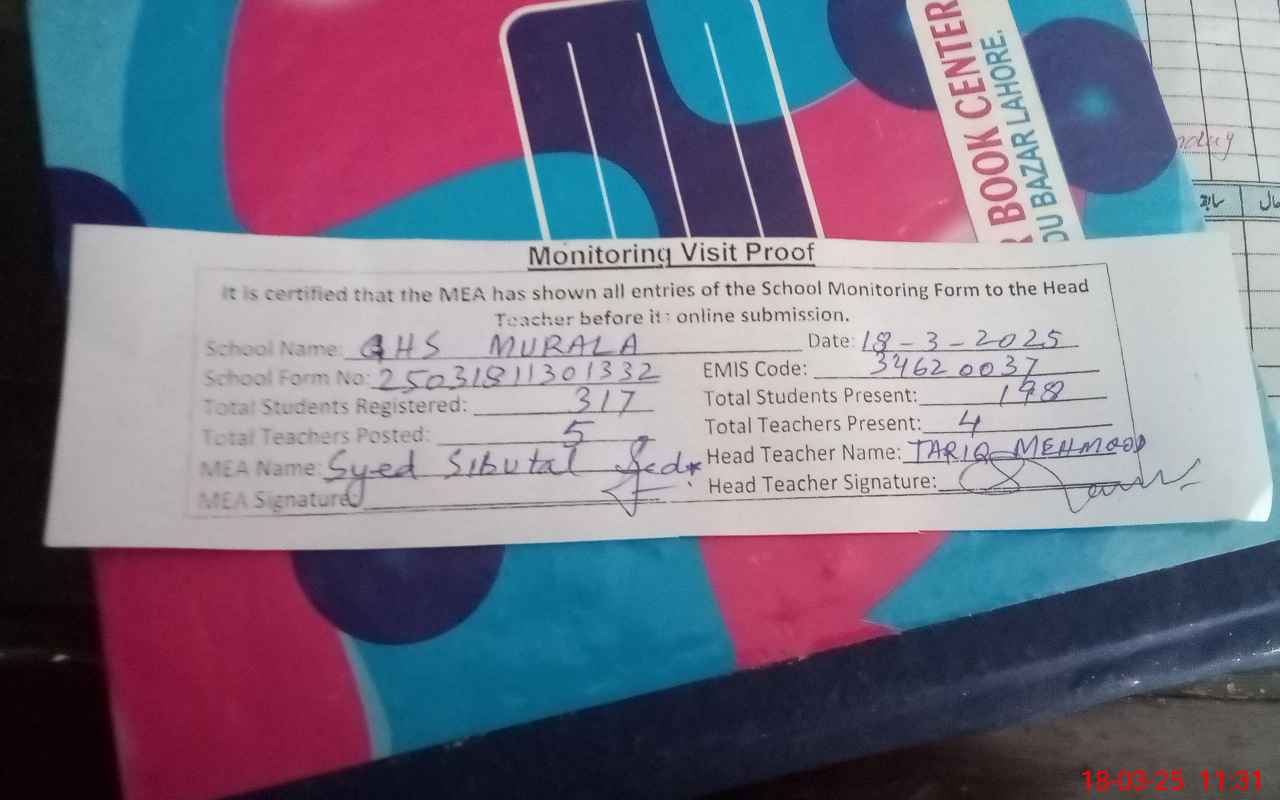 R BOOK CENTER
DU BAZAR LAHORE.
nday
سابقہ
Monitoring Visit Proof
It is certified that the MEA has shown all entries of the School Monitoring Form to the Head
Teacher before it: online submission.
School Name: GHS MURALA Date: 18-3-2025
School Form No: 25031811301332 EMIS Code: 34620037
Total Students Registered: 317 Total Students Present: 198
Total Teachers Posted: 5 Total Teachers Present: 4
MEA Name: Syed Sibutal Head Teacher Name: TARIQ MEHMOOD
MEA Signature Head Teacher Signature:
18-03-25 11:31